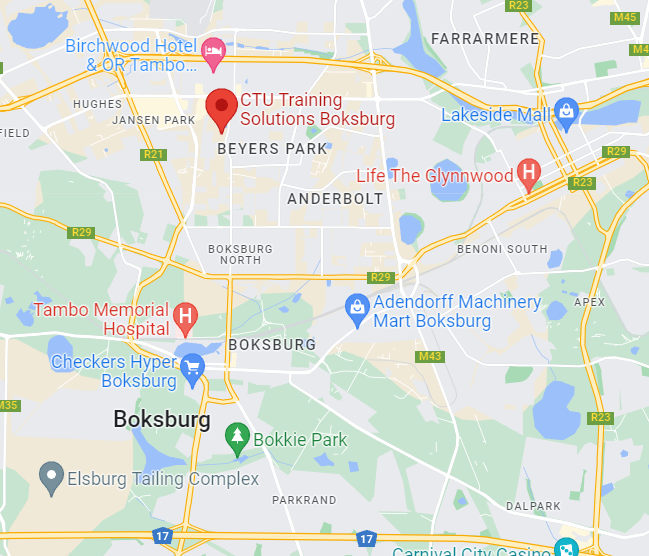 R23
M45
FARRARMERE
Birchwood Hotel
& OR Tambo...
HUGHES
CTU Training
Solutions Boksburg
JANSEN PARK
Lakeside Mall
FIELD
BEYERS PARK
R21
R29
Life The Glynnwood
R23
ANDERBOLT
R29
BOKSBURG
NORTH
BENONI SOUTH
R29
Tambo Memorial
Hospital
Adendorff Machinery
Mart Boksburg
APEX
BOKSBURG
Checkers Hyper
Boksburg
M43
M35
Boksburg
R23
Bokkie Park
Elsburg Tailing Complex
PARKRAND
DALPARK
17
17
Carnival City Casino